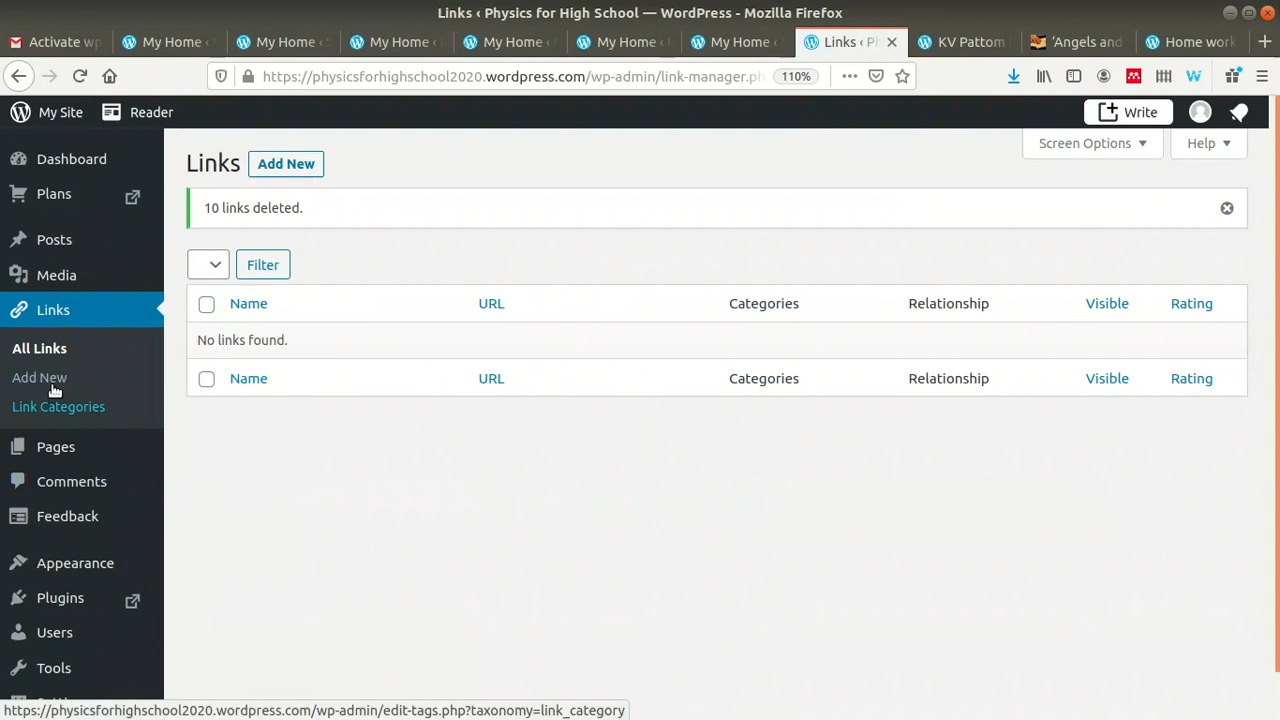 Links ‹ Physics for High School — WordPress - Mozilla Firefox
Activate wp
My Home ‹
My Home ‹
My Home ‹
My Home ‹
My Home ‹
My Home ‹
Links ‹ P
KV Pattom
‘Angels and
Home work
https://physicsforhighschool2020.wordpress.com/wp-admin/link-manager.ph
110%
My Site
Reader
Write
Dashboard
Plans
Posts
Media
Links
All Links
Add New
Link Categories
Pages
Comments
Feedback
Appearance
Plugins
Users
Tools
Screen Options
Help
Links
Add New
10 links deleted.
Filter
Name URL Categories Relationship Visible Rating
No links found.
Name URL Categories Relationship Visible Rating
https://physicsforhighschool2020.wordpress.com/wp-admin/edit-tags.php?taxonomy=link_category